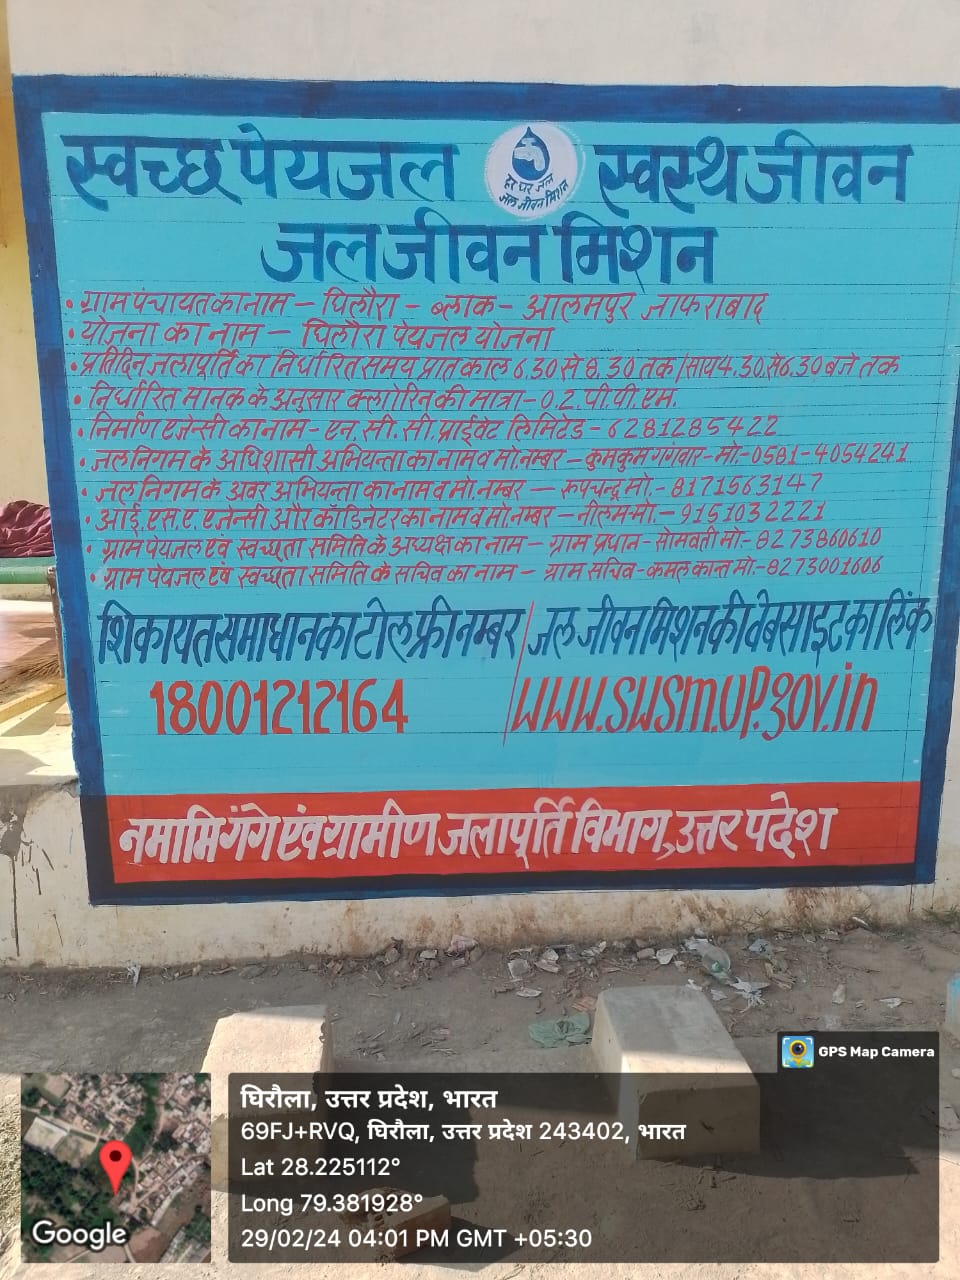 स्वच्छ पेयजल
हर घर जल
जल जीवन मिशन
स्वस्थ जीवन
जल जीवन मिशन
• ग्राम पंचायत का नाम – घिलौरा - ब्लाक - आलमपुर जाफराबाद
• योजना का नाम – घिलौरा पेयजल योजना
• प्रतिदिन जलापूर्ति का निर्धारित समय प्रातकाल 6.30 से 8.30 तक/साय 4.30 से 6.30 बजे तक
• निर्धारित मानक के अनुसार क्लोरिन की मात्रा - 0.2. पी.पी.एम.
• निर्माण एजेन्सी का नाम - एन.सी.सी. प्राईवेट लिमिटेड - 6281285422
• जल निगम के अधिशासी अभियन्ता का नाम व मो. नम्बर – कुमकुम गंगवार - मो.- 0581-4054241
• जल निगम के अवर अभियन्ता का नाम व मो. नम्बर – रूपचन्द्र मो.- 8171563147
• आई.एस.ए. एजेन्सी और कॉडिनेटर का नाम व मो. नम्बर – नीलम मो.- 9151032221
• ग्राम पेयजल एंव स्वच्छता समिति के अध्यक्ष का नाम – ग्राम प्रधान - सोमवती मो.- 8273860610
• ग्राम पेयजल एंव स्वच्छता समिति के सचिव का नाम – ग्राम सचिव - कमल कान्त मो.- 8273001606
शिकायत समाधान का टोल फ्री नम्बर / जल जीवन मिशन की वेबसाइट का लिंक
18001212164 / www.swsm.up.gov.in
नमामि गंगे एंव ग्रामीण जलापूर्ति विभाग, उत्तर पदेश
GPS Map Camera
घिरौला, उत्तर प्रदेश, भारत
69FJ+RVQ, घिरौला, उत्तर प्रदेश 243402, भारत
Lat 28.225112°
Long 79.381928°
29/02/24 04:01 PM GMT +05:30
Google